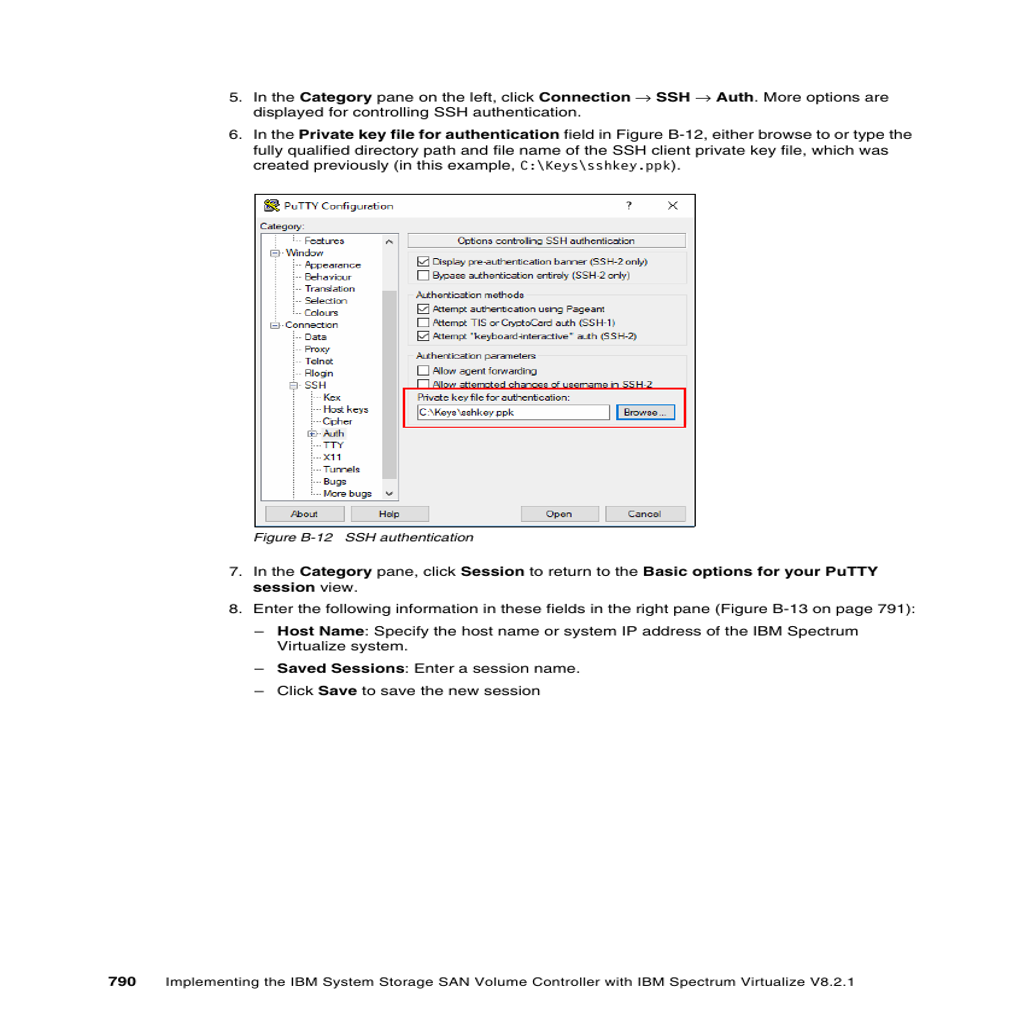 5. In the Category pane on the left, click Connection → SSH → Auth. More options are
displayed for controlling SSH authentication.
6. In the Private key file for authentication field in Figure B-12, either browse to or type the
fully qualified directory path and file name of the SSH client private key file, which was
created previously (in this example, C:\Keys\sshkey.ppk).
PuTTY Configuration ? ×
Category:
Features
Window
Appearance
Behaviour
Translation
Selection
Colours
Connection
Data
Proxy
Telnet
Rlogin
SSH
Kex
Host keys
Cipher
Auth
TTY
X11
Tunnels
Bugs
More bugs
Options controlling SSH authentication
Display pre-authentication banner (SSH-2 only)
Bypass authentication entirely (SSH-2 only)
Authentication methods
Attempt authentication using Pageant
Attempt TIS or CryptoCard auth (SSH-1)
Attempt "keyboard-interactive" auth (SSH-2)
Authentication parameters
Allow agent forwarding
Allow attempted changes of username in SSH-2
Private key file for authentication:
C:\Keys\sshkey.ppk Browse...
About Help Open Cancel
Figure B-12 SSH authentication
7. In the Category pane, click Session to return to the Basic options for your PuTTY
session view.
8. Enter the following information in these fields in the right pane (Figure B-13 on page 791):
– Host Name: Specify the host name or system IP address of the IBM Spectrum
Virtualize system.
– Saved Sessions: Enter a session name.
– Click Save to save the new session
790 Implementing the IBM System Storage SAN Volume Controller with IBM Spectrum Virtualize V8.2.1